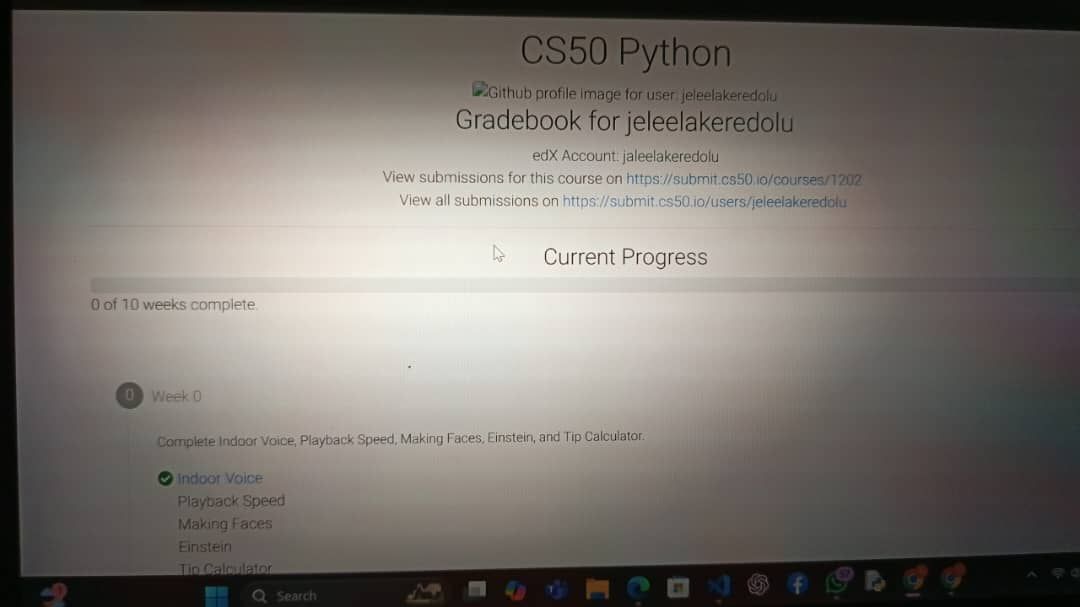 CS50 Python
Github profile image for user: jeleelakeredolu
Gradebook for jeleelakeredolu
edX Account: jaleelakeredolu
View submissions for this course on https://submit.cs50.io/courses/1202
View all submissions on https://submit.cs50.io/users/jeleelakeredolu
Current Progress
0 of 10 weeks complete.
0 Week 0
Complete Indoor Voice, Playback Speed, Making Faces, Einstein, and Tip Calculator.
Indoor Voice
Playback Speed
Making Faces
Einstein
Tip Calculator
Search